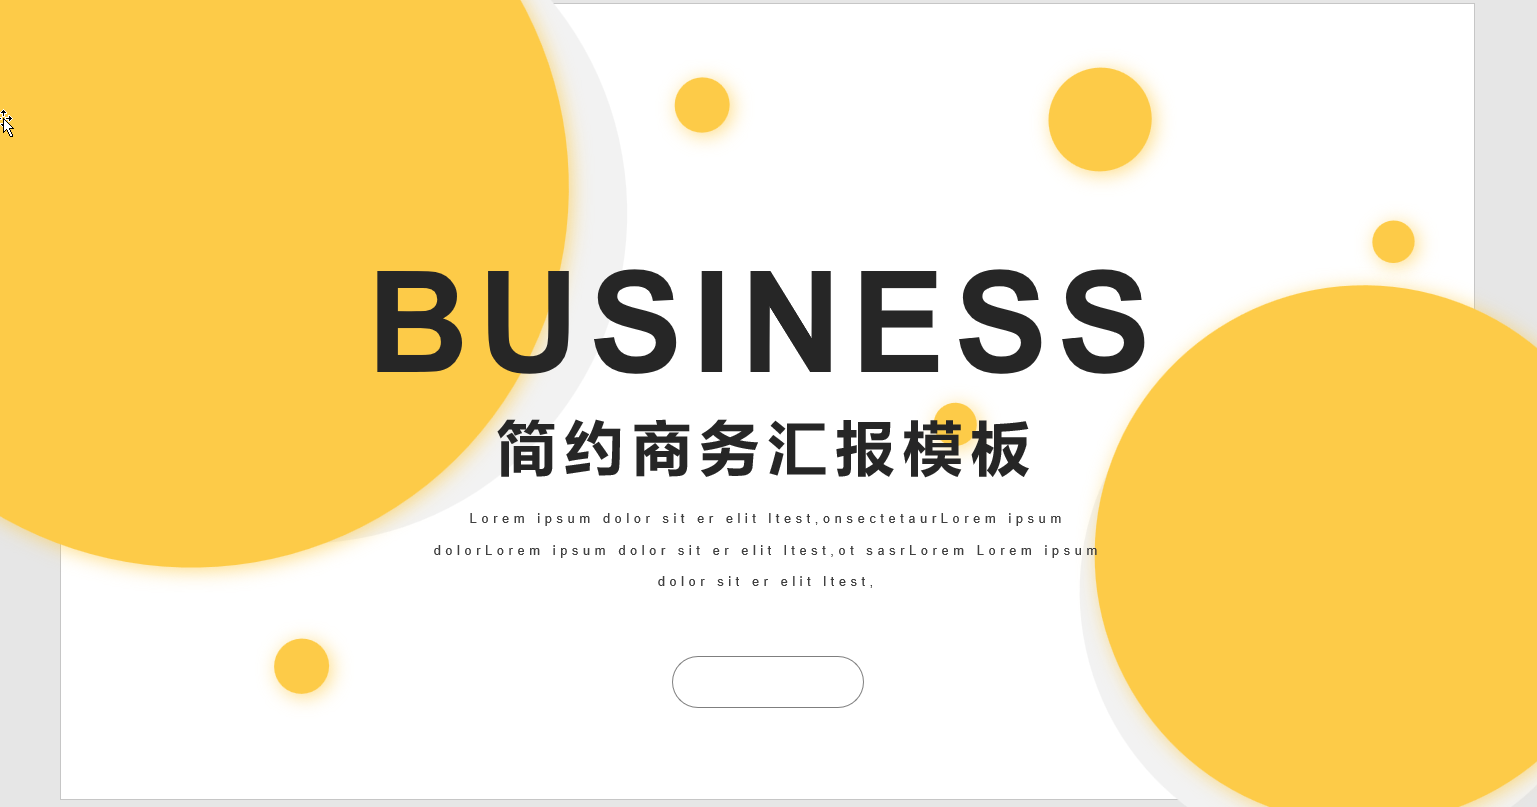 BUSINESS
简约商务汇报模板
Lorem ipsum dolor sit er elit ltest,onsectetaurLorem ipsum
dolorLorem ipsum dolor sit er elit ltest,ot sasrLorem Lorem ipsum
dolor sit er elit ltest,